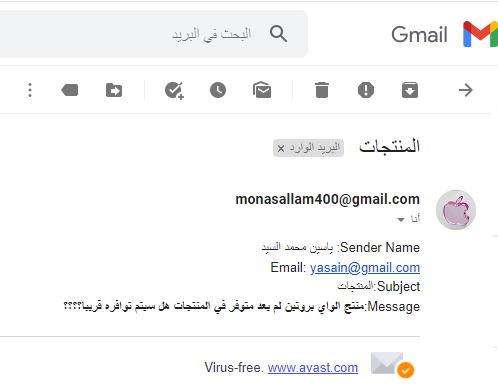 البحث في البريد
Gmail
المنتجات
البريد الوارد ×
monasallam400@gmail.com
أنا
Sender Name: ياسين محمد السيد
Email: yasain@gmail.com
Subject:المنتجات
Message:منتج الواي بروتين لم يعد متوفر في المنتجات هل سيتم توافره قريبا؟؟؟؟
Virus-free. www.avast.com